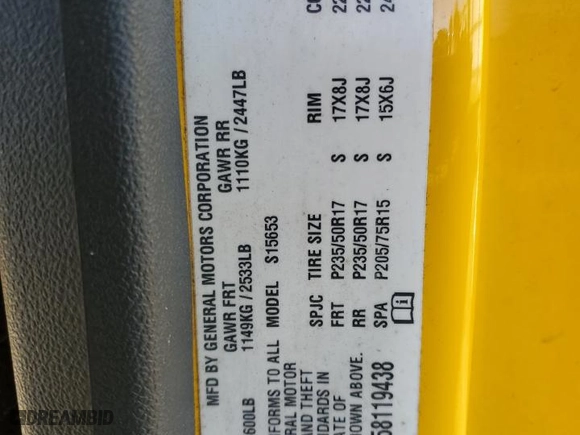 MFD BY GENERAL MOTORS CORPORATION
GAWR FRT GAWR RR
1149KG/2533LB 1110KG/2447LB
600LB
FORMS TO ALL MODEL S15653
MOTOR
AND THEFT SPJC TIRE SIZE RIM
DARDS IN FRT P235/50R17 S 17X8J 22
ATE OF RR P235/50R17 S 17X8J 22
OWN ABOVE. SPA P205/75R15 S 15X6J
58119438
DREAMBID